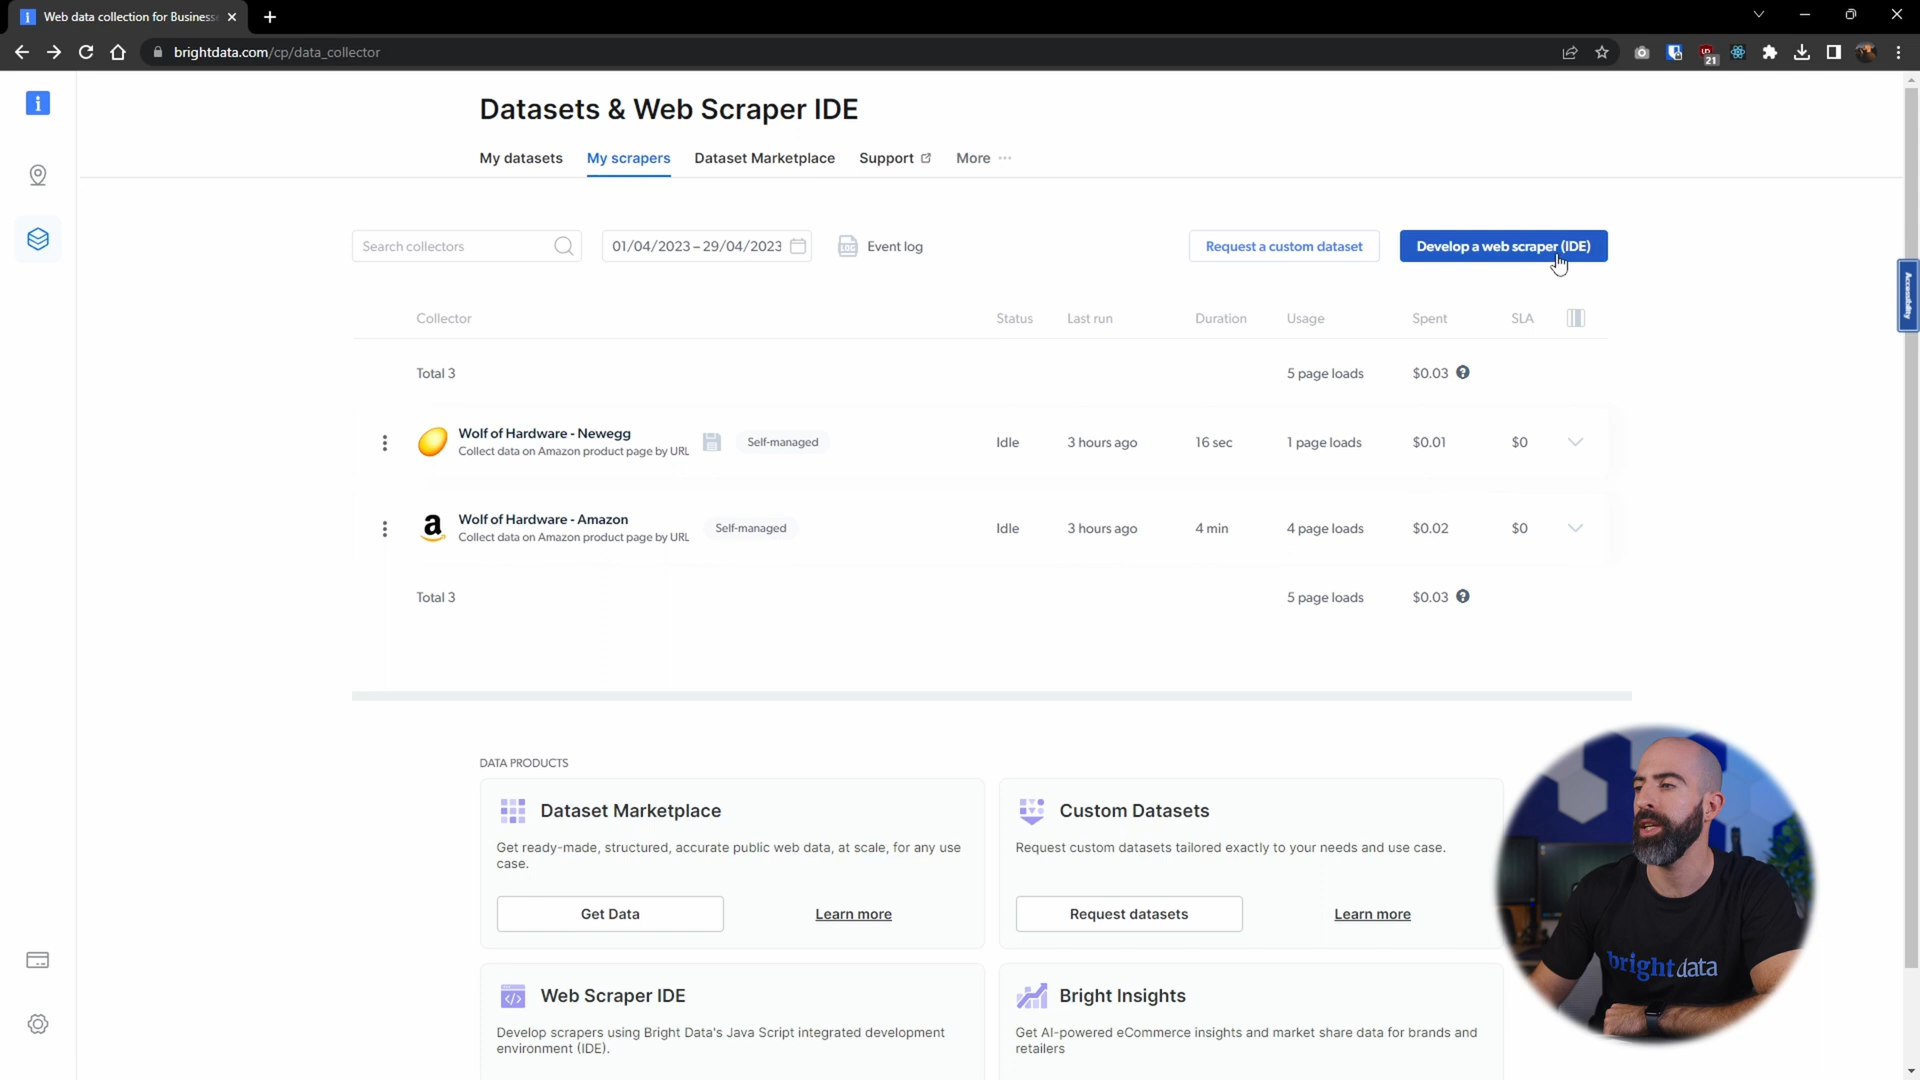 Web data collection for Business
brightdata.com/cp/data_collector
21
Datasets & Web Scraper IDE
My datasets
My scrapers
Dataset Marketplace
Support
More
Search collectors
01/04/2023 – 29/04/2023
LOG
Event log
Request a custom dataset
Develop a web scraper (IDE)
Accessibility
Collector
Status
Last run
Duration
Usage
Spent
SLA
Total 3
5 page loads
$0.03
Wolf of Hardware - Newegg
Collect data on Amazon product page by URL
Self-managed
Idle
3 hours ago
16 sec
1 page loads
$0.01
$0
Wolf of Hardware - Amazon
Collect data on Amazon product page by URL
Self-managed
Idle
3 hours ago
4 min
4 page loads
$0.02
$0
Total 3
5 page loads
$0.03
DATA PRODUCTS
Dataset Marketplace
Get ready-made, structured, accurate public web data, at scale, for any use
case.
Get Data
Learn more
Custom Datasets
Request custom datasets tailored exactly to your needs and use case.
Request datasets
Learn more
Web Scraper IDE
Develop scrapers using Bright Data's Java Script integrated development
environment (IDE).
Bright Insights
Get AI-powered eCommerce insights and market share data for brands and
retailers
bright data